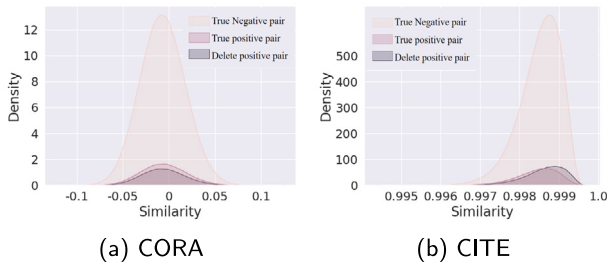 12
10
8
6
4
2
0
Density
True Negative pair
True positive pair
Delete positive pair
-0.1 -0.05 0 0.05 0.1
Similarity
(a) CORA
500
400
300
200
100
0
Density
True Negative pair
True positive pair
Delete positive pair
0.995 0.996 0.997 0.998 0.999 1.0
Similarity
(b) CITE